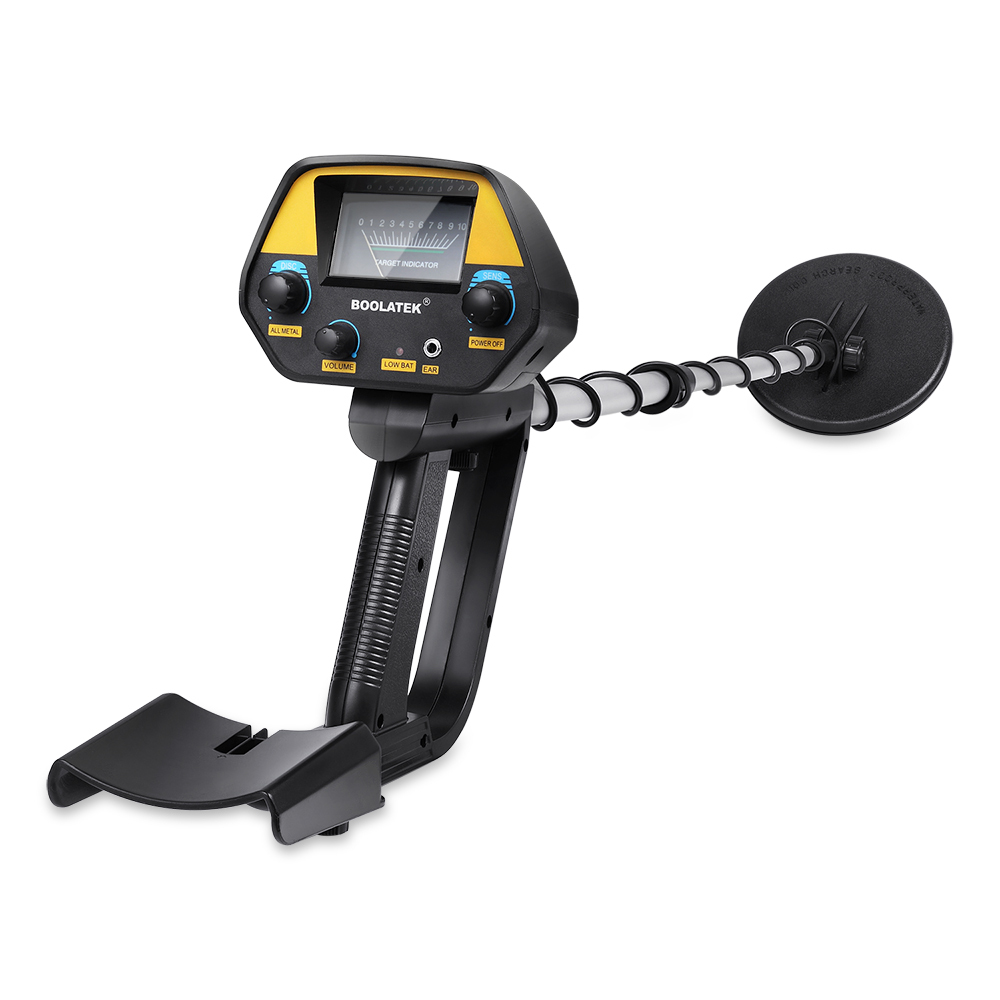 0 1 2 3 4 5 6 7 8 9 10
TARGET INDICATOR
DISC
SENS
BOOLATEK®
ALL METAL
POWER OFF
VOLUME
LOW BAT
EAR
WATERPROOF SEARCH COIL